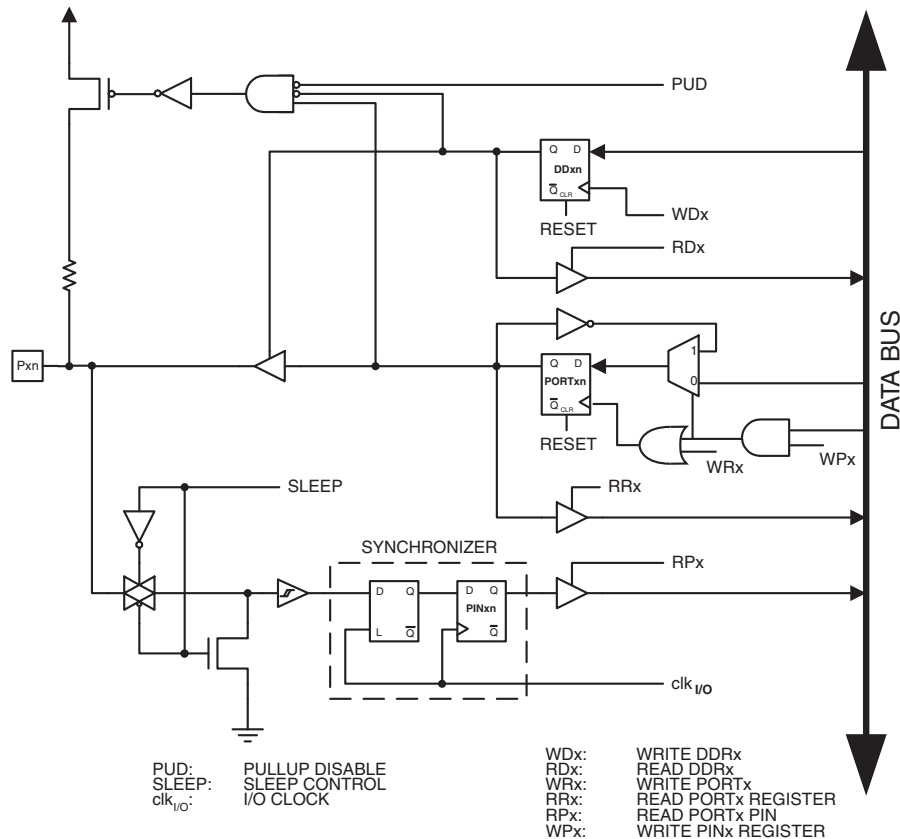 PUD
Q D
DDxn
Q CLR
WDx
RESET
RDx
Pxn
1
Q D
PORTxn
0
Q CLR
RESET
WRx
WPx
DATA BUS
RRx
SLEEP
SYNCHRONIZER
RPx
D Q
D Q
PINxn
L Q
Q
clk I/O
PUD: PULLUP DISABLE
SLEEP: SLEEP CONTROL
clk I/O: I/O CLOCK
WDx: WRITE DDRx
RDx: READ DDRx
WRx: WRITE PORTx
RRx: READ PORTx REGISTER
RPx: READ PORTx PIN
WPx: WRITE PINx REGISTER